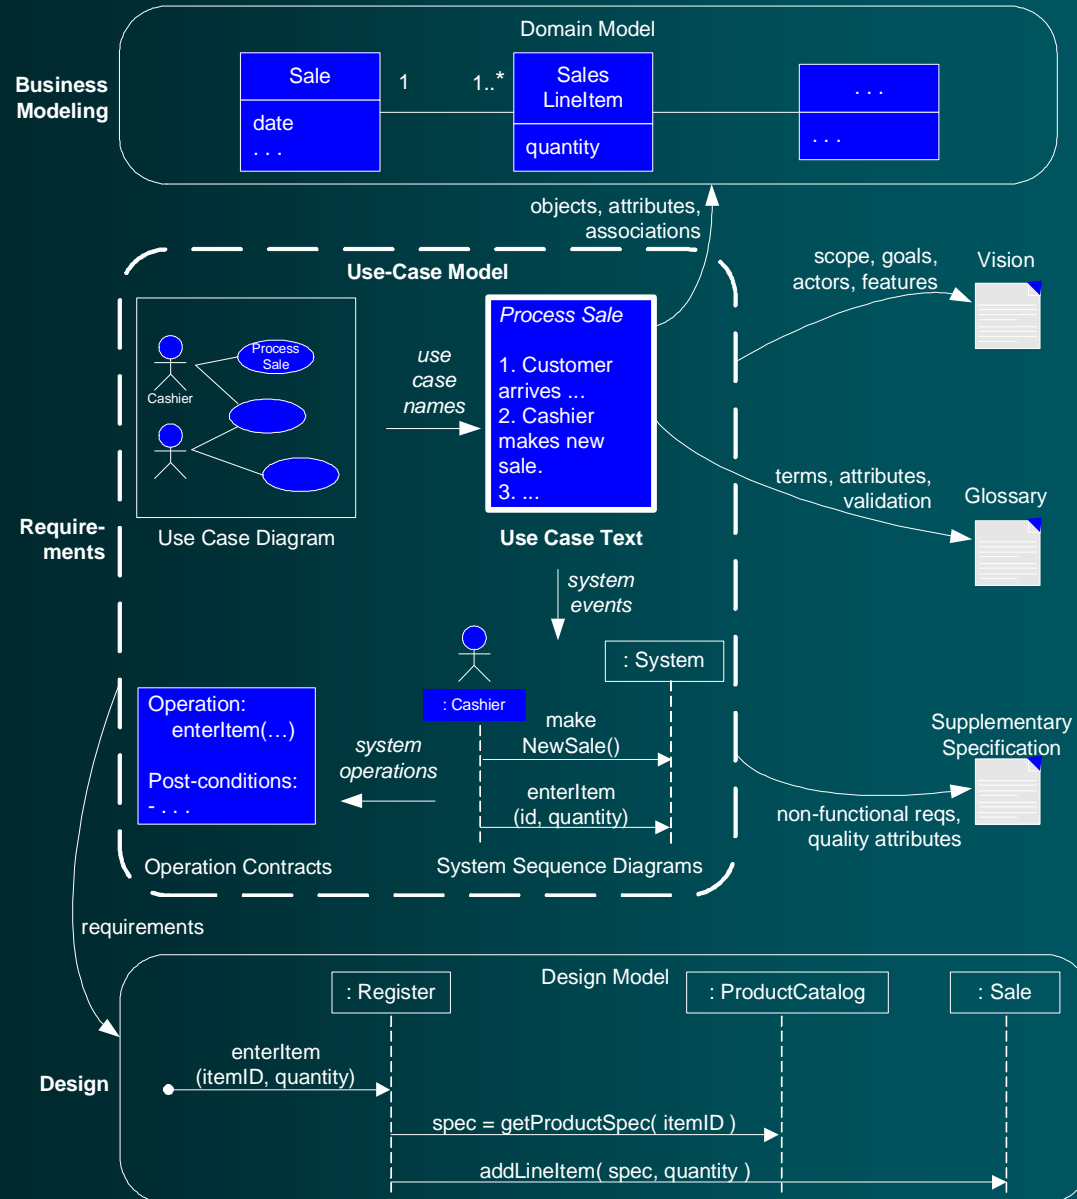 Domain Model
Business
Modeling
Sale
1
1..*
Sales
LineItem
. . .
date
. . .
quantity
. . .
objects, attributes,
associations
Use-Case Model
scope, goals,
actors, features
Vision
Process
Sale
Cashier
use
case
names
Process Sale
1. Customer
arrives ...
2. Cashier
makes new
sale.
3. ...
terms, attributes,
validation
Glossary
Require-
ments
Use Case Diagram
Use Case Text
system
events
: System
: Cashier
make
NewSale()
enterItem
(id, quantity)
Operation:
enterItem(…)
Post-conditions:
- . . .
system
operations
Supplementary
Specification
non-functional reqs,
quality attributes
Operation Contracts
System Sequence Diagrams
requirements
Design Model
: Register
: ProductCatalog
: Sale
Design
enterItem
(itemID, quantity)
spec = getProductSpec( itemID )
addLineItem( spec, quantity )